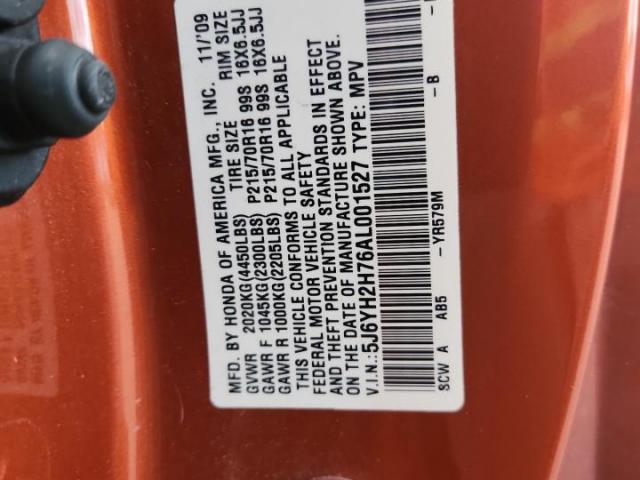 MFD. BY HONDA OF AMERICA MFG., INC. 11/'09
TIRE SIZE RIM SIZE
GVWR 2020KG(4450LBS)
GAWR F 1045KG(2300LBS) P215/70R16 99S 16X6.5JJ
GAWR R 1000KG(2205LBS) P215/70R16 99S 16X6.5JJ
THIS VEHICLE CONFORMS TO ALL APPLICABLE
FEDERAL MOTOR VEHICLE SAFETY
AND THEFT PREVENTION STANDARDS IN EFFECT
ON THE DATE OF MANUFACTURE SHOWN ABOVE.
V.I.N.: 5J6YH2H76AL001527 TYPE: MPV
SCW A AB5 -YR579M -B